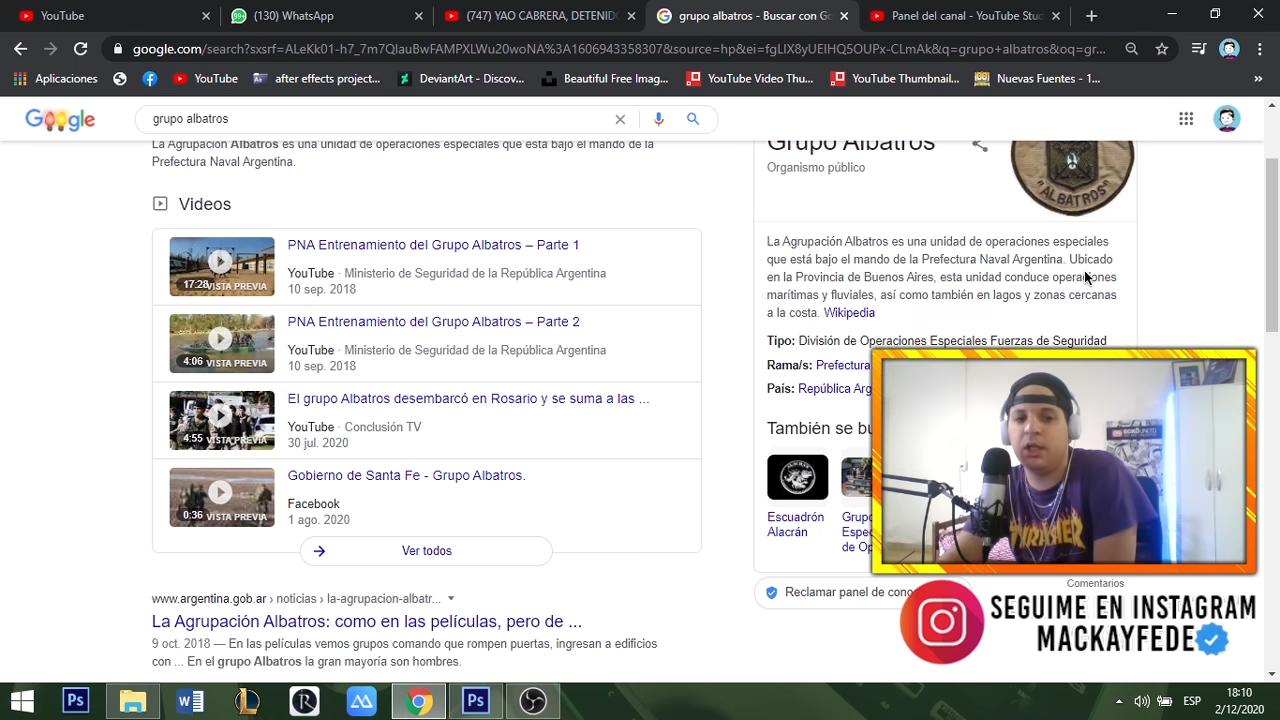 YouTube
(130) WhatsApp
(747) YAO CABRERA, DETENID
grupo albatros - Buscar con Go
Panel del canal - YouTube Stu
google.com/search?sxsrf=ALeKk01-h7_7m7QlauBwFAMPXLWu20woNA%3A1606943358307&source=hp&ei=fgLIX8yUEIHQ5OUPx-CLmAk&q=grupo+albatros&oq=gr...
Aplicaciones
YouTube
after effects project...
DeviantArt - Discov...
Beautiful Free Imag...
YouTube Video Thu...
YouTube Thumbnail...
Nuevas Fuentes - 1...
»
Google
grupo albatros
La Agrupación Albatros es una unidad de operaciones especiales que está bajo el mando de la
Prefectura Naval Argentina.
Videos
17:28 VISTA PREVIA
PNA Entrenamiento del Grupo Albatros – Parte 1
YouTube · Ministerio de Seguridad de la República Argentina
10 sep. 2018
4:06 VISTA PREVIA
PNA Entrenamiento del Grupo Albatros – Parte 2
YouTube · Ministerio de Seguridad de la República Argentina
10 sep. 2018
4:55 VISTA PREVIA
El grupo Albatros desembarcó en Rosario y se suma a las ...
YouTube · Conclusión TV
30 jul. 2020
0:36 VISTA PREVIA
Gobierno de Santa Fe - Grupo Albatros.
Facebook
1 ago. 2020
Ver todos
www.argentina.gob.ar › noticias › la-agrupacion-albatr...
La Agrupación Albatros: como en las películas, pero de ...
9 oct. 2018 — En las películas vemos grupos comando que rompen puertas, ingresan a edificios
con ... En el grupo Albatros la gran mayoría son hombres.
Grupo Albatros
Organismo público
"ALBATROS"
La Agrupación Albatros es una unidad de operaciones especiales
que está bajo el mando de la Prefectura Naval Argentina. Ubicado
en la Provincia de Buenos Aires, esta unidad conduce operaciones
marítimas y fluviales, así como también en lagos y zonas cercanas
a la costa. Wikipedia
Tipo: División de Operaciones Especiales Fuerzas de Seguridad
Rama/s: Prefectura
País: República Arg
También se bu
Escuadrón
Alacrán
Grup
Espe
de Op
Reclamar panel de cono
Comentarios
THRASHER
SEGUIME EN INSTAGRAM
MACKAYFEDE
Ps
W
R
Ps
ESP
18:10
2/12/2020